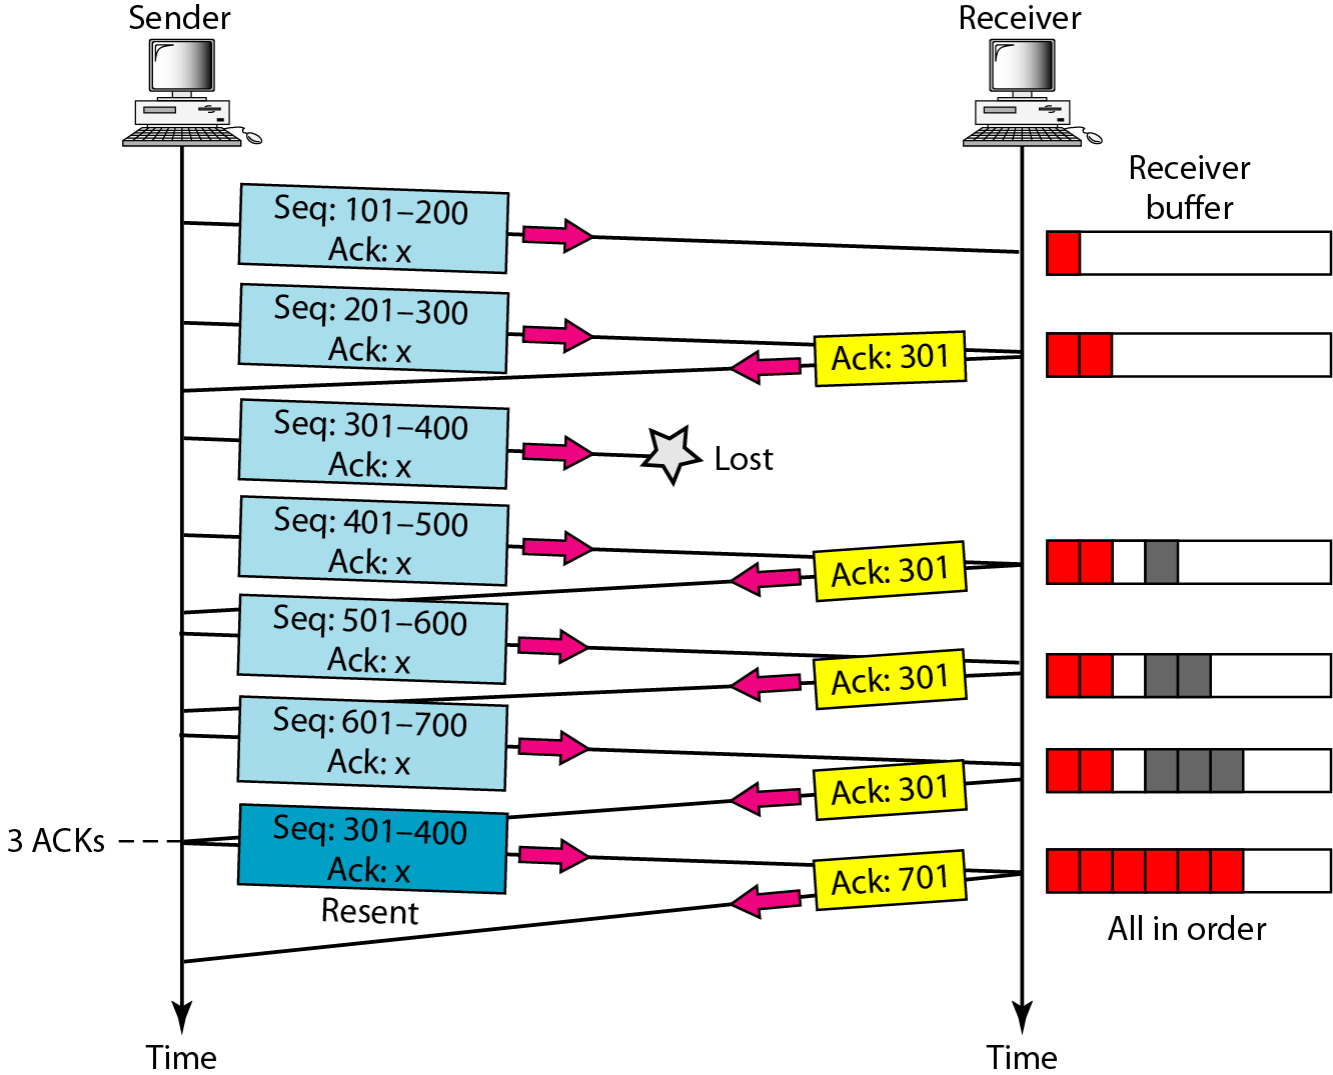 Sender
Receiver
Receiver
buffer
Seq: 101–200
Ack: x
Seq: 201–300
Ack: x
Ack: 301
Seq: 301–400
Ack: x
Lost
Seq: 401–500
Ack: x
Ack: 301
Seq: 501–600
Ack: x
Ack: 301
Seq: 601–700
Ack: x
Ack: 301
3 ACKs
Seq: 301–400
Ack: x
Resent
Ack: 701
All in order
Time
Time